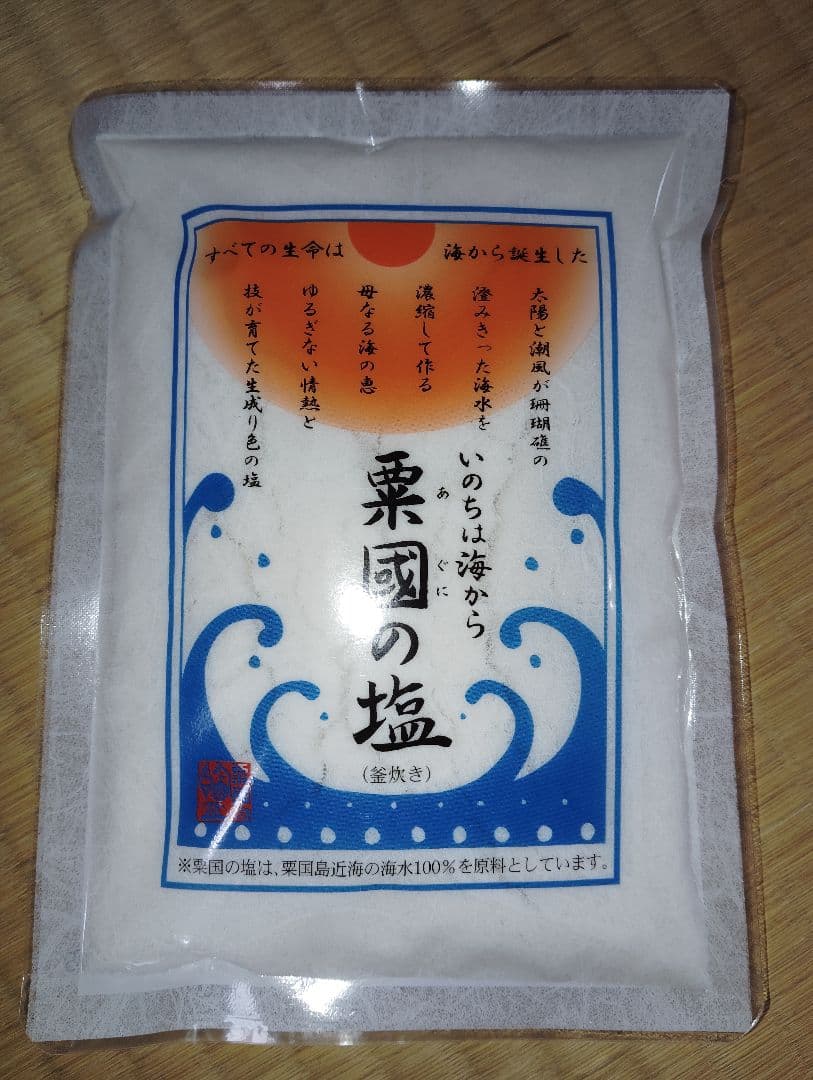 すべての生命は　海から誕生した
太陽と潮風が珊瑚礁の
澄みきった海水を
濃縮して作る
母なる海の恵
ゆるぎない情熱と
技が育てた生成り色の塩
いのちは海から
粟國の塩
あぐに
（釜炊き）
※粟国の塩は、粟国島近海の海水100％を原料としています。